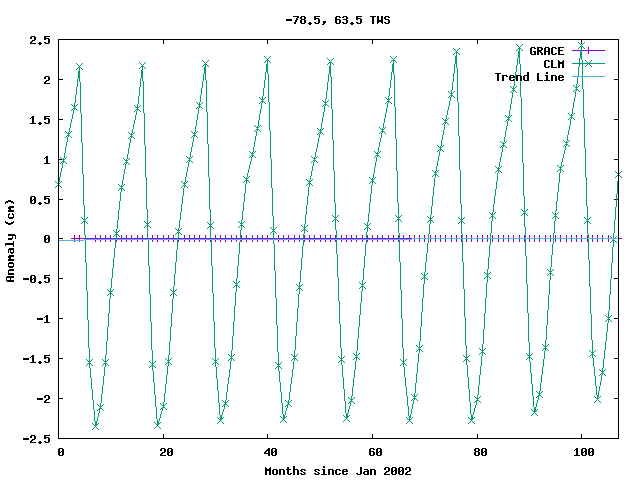 -78.5, 63.5 TWS
2.5
2
1.5
1
0.5
0
-0.5
-1
-1.5
-2
-2.5
Anomaly (cm)
GRACE
CLM
Trend Line
0 20 40 60 80 100
Months since Jan 2002